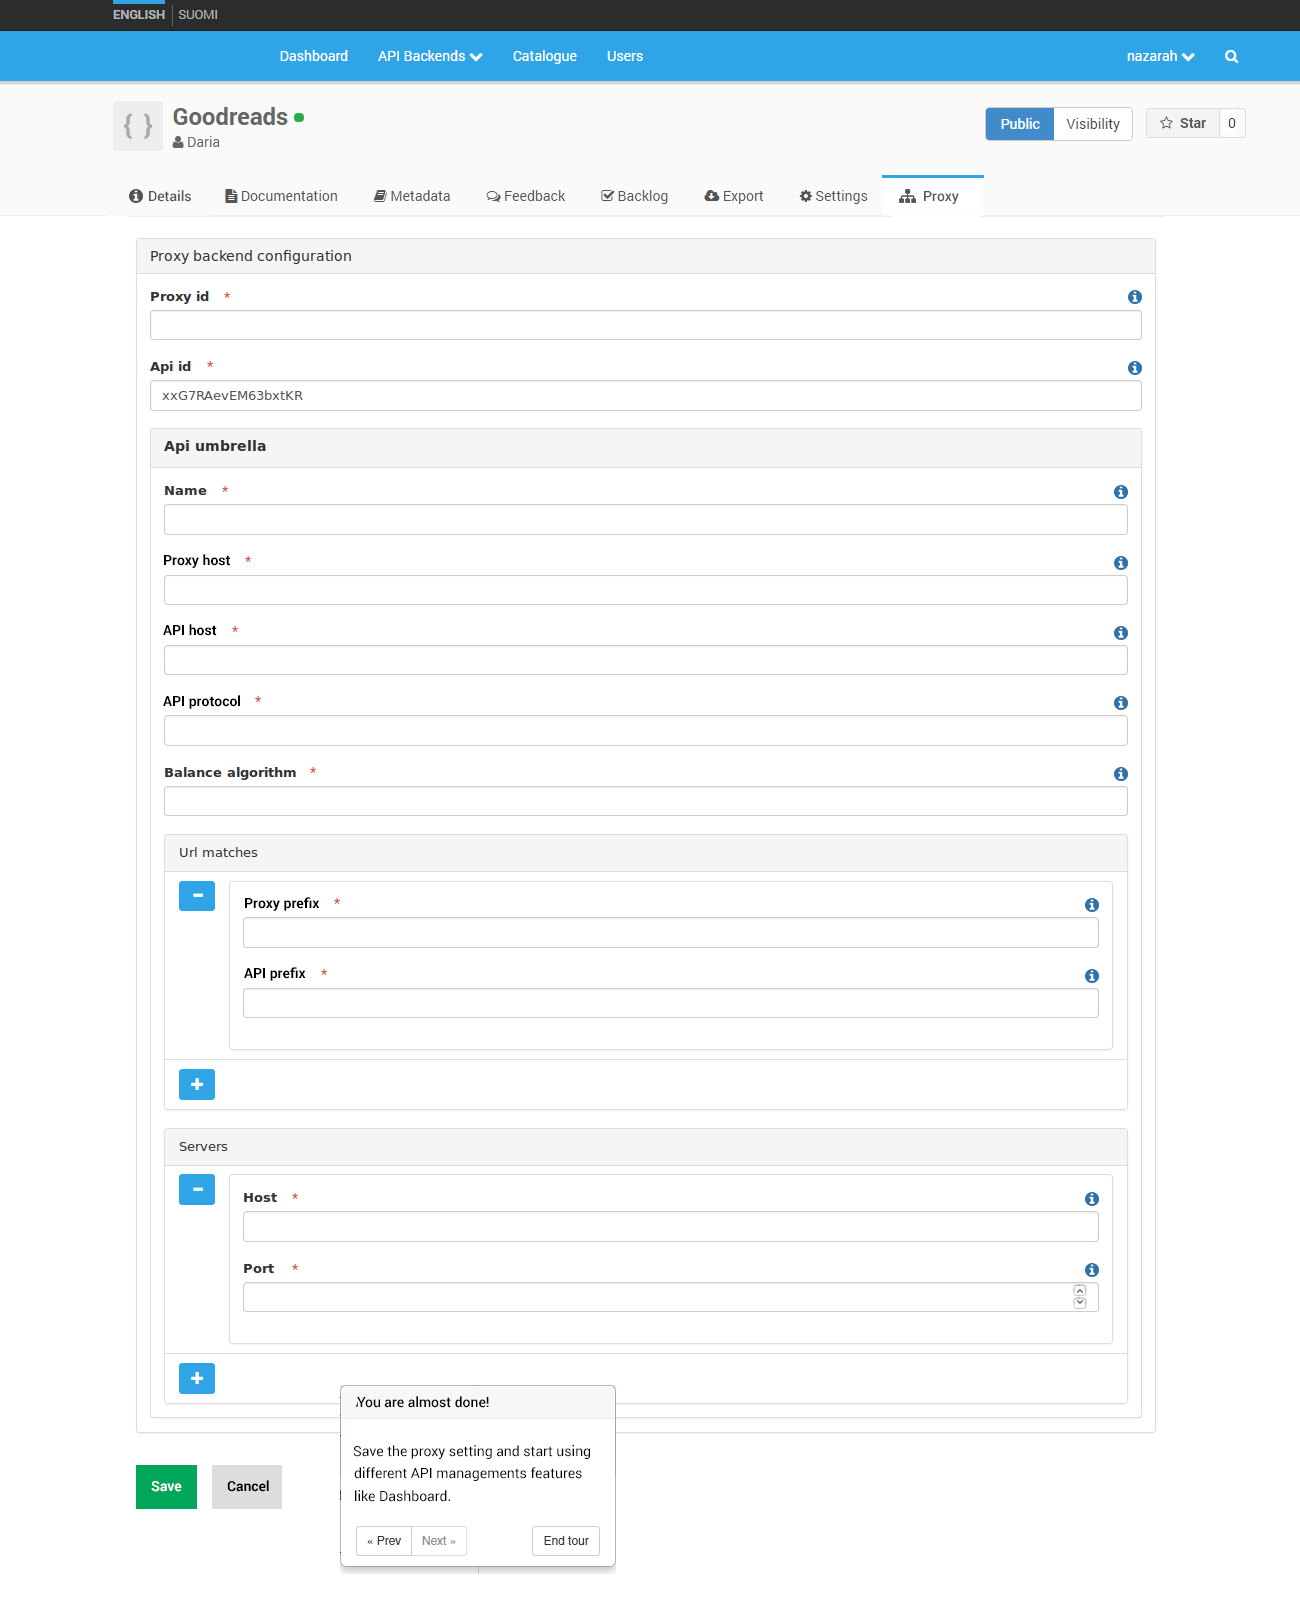 ENGLISH SUOMI
Dashboard API Backends Catalogue Users nazarah
{ } Goodreads
Daria
Public Visibility Star 0
Details Documentation Metadata Feedback Backlog Export Settings Proxy
Proxy backend configuration
Proxy id *
Api id *
xxG7RAevEM63bxtKR
Api umbrella
Name *
Proxy host *
API host *
API protocol *
Balance algorithm *
Url matches
Proxy prefix *
API prefix *
Servers
Host *
Port *
You are almost done!
Save the proxy setting and start using
different API managements features
like Dashboard.
Save Cancel
« Prev Next » End tour